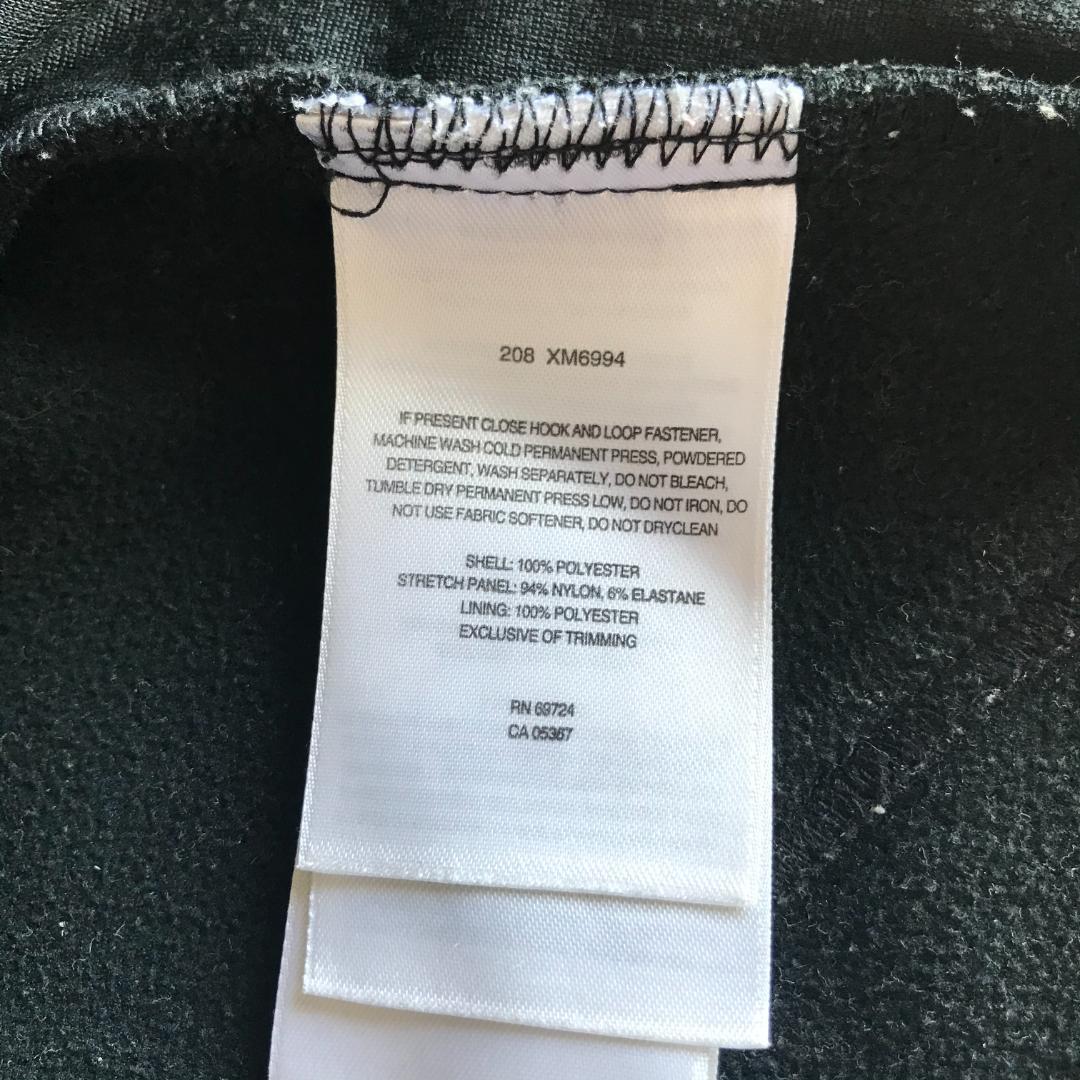 208 XM6994
IF PRESENT CLOSE HOOK AND LOOP FASTENER,
MACHINE WASH COLD PERMANENT PRESS, POWDERED
DETERGENT, WASH SEPARATELY, DO NOT BLEACH,
TUMBLE DRY PERMANENT PRESS LOW, DO NOT IRON, DO
NOT USE FABRIC SOFTENER, DO NOT DRYCLEAN
SHELL: 100% POLYESTER
STRETCH PANEL: 94% NYLON, 6% ELASTANE
LINING: 100% POLYESTER
EXCLUSIVE OF TRIMMING
RN 69724
CA 05367